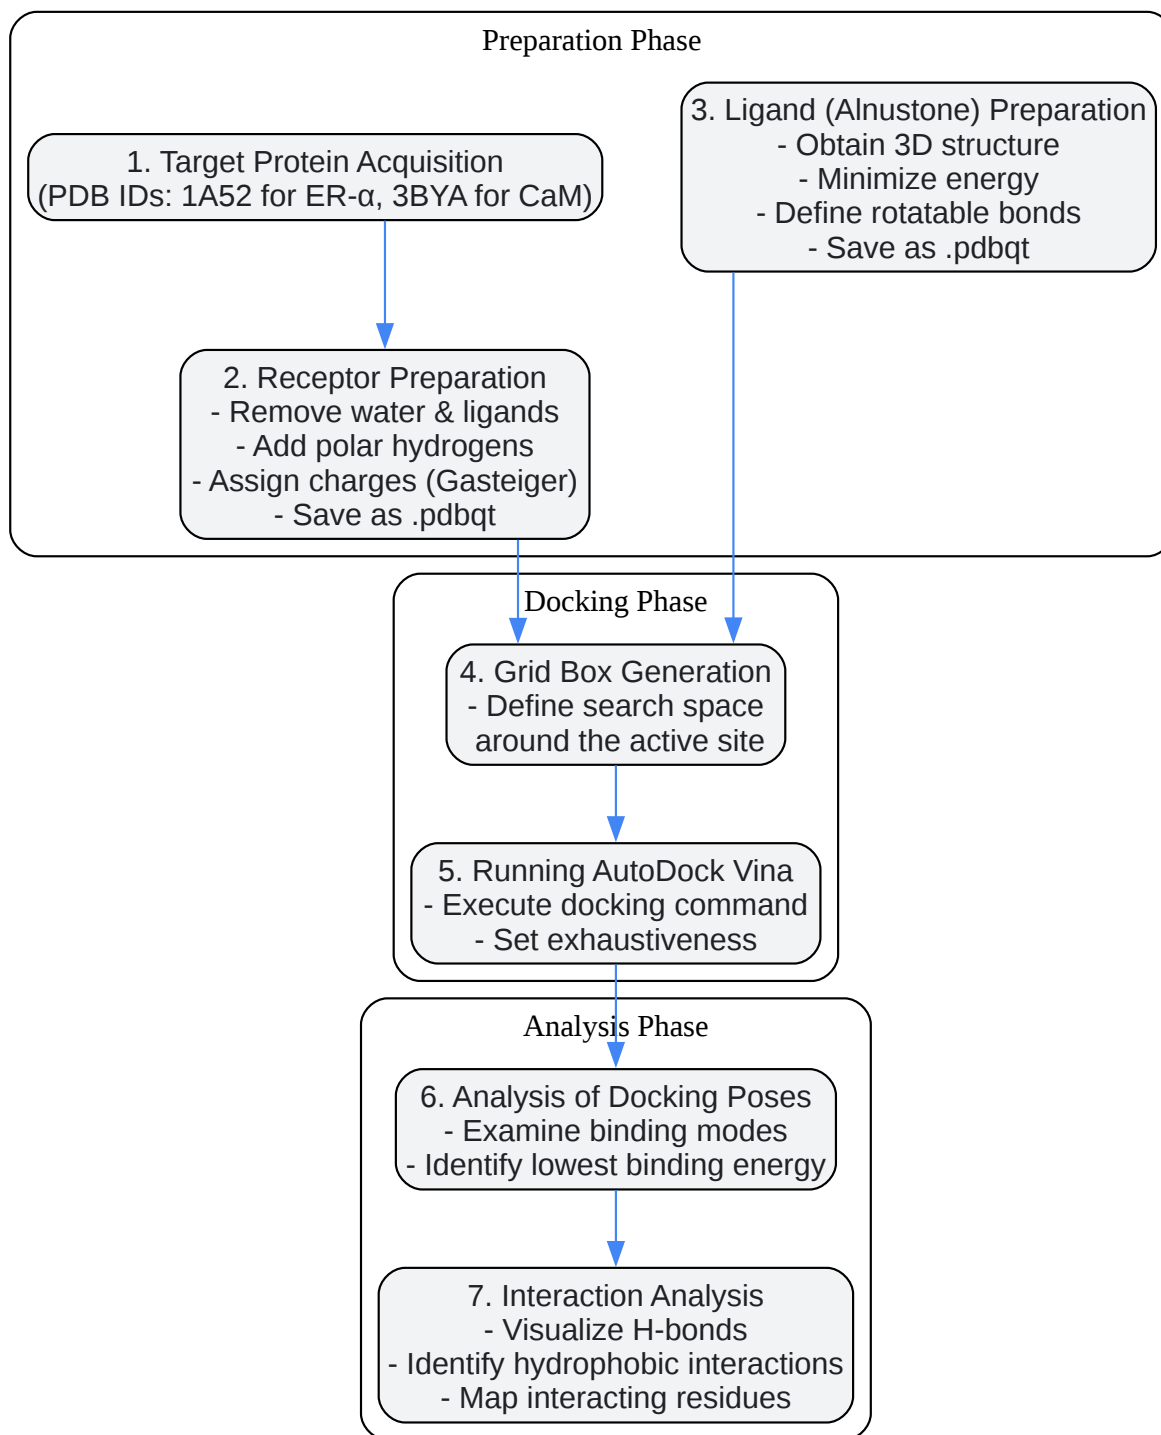 Preparation Phase
1. Target Protein Acquisition
(PDB IDs: 1A52 for ER-α, 3BYA for CaM)
2. Receptor Preparation
- Remove water & ligands
- Add polar hydrogens
- Assign charges (Gasteiger)
- Save as .pdbqt
3. Ligand (Alnustone) Preparation
- Obtain 3D structure
- Minimize energy
- Define rotatable bonds
- Save as .pdbqt
Docking Phase
4. Grid Box Generation
- Define search space
around the active site
5. Running AutoDock Vina
- Execute docking command
- Set exhaustiveness
Analysis Phase
6. Analysis of Docking Poses
- Examine binding modes
- Identify lowest binding energy
7. Interaction Analysis
- Visualize H-bonds
- Identify hydrophobic interactions
- Map interacting residues